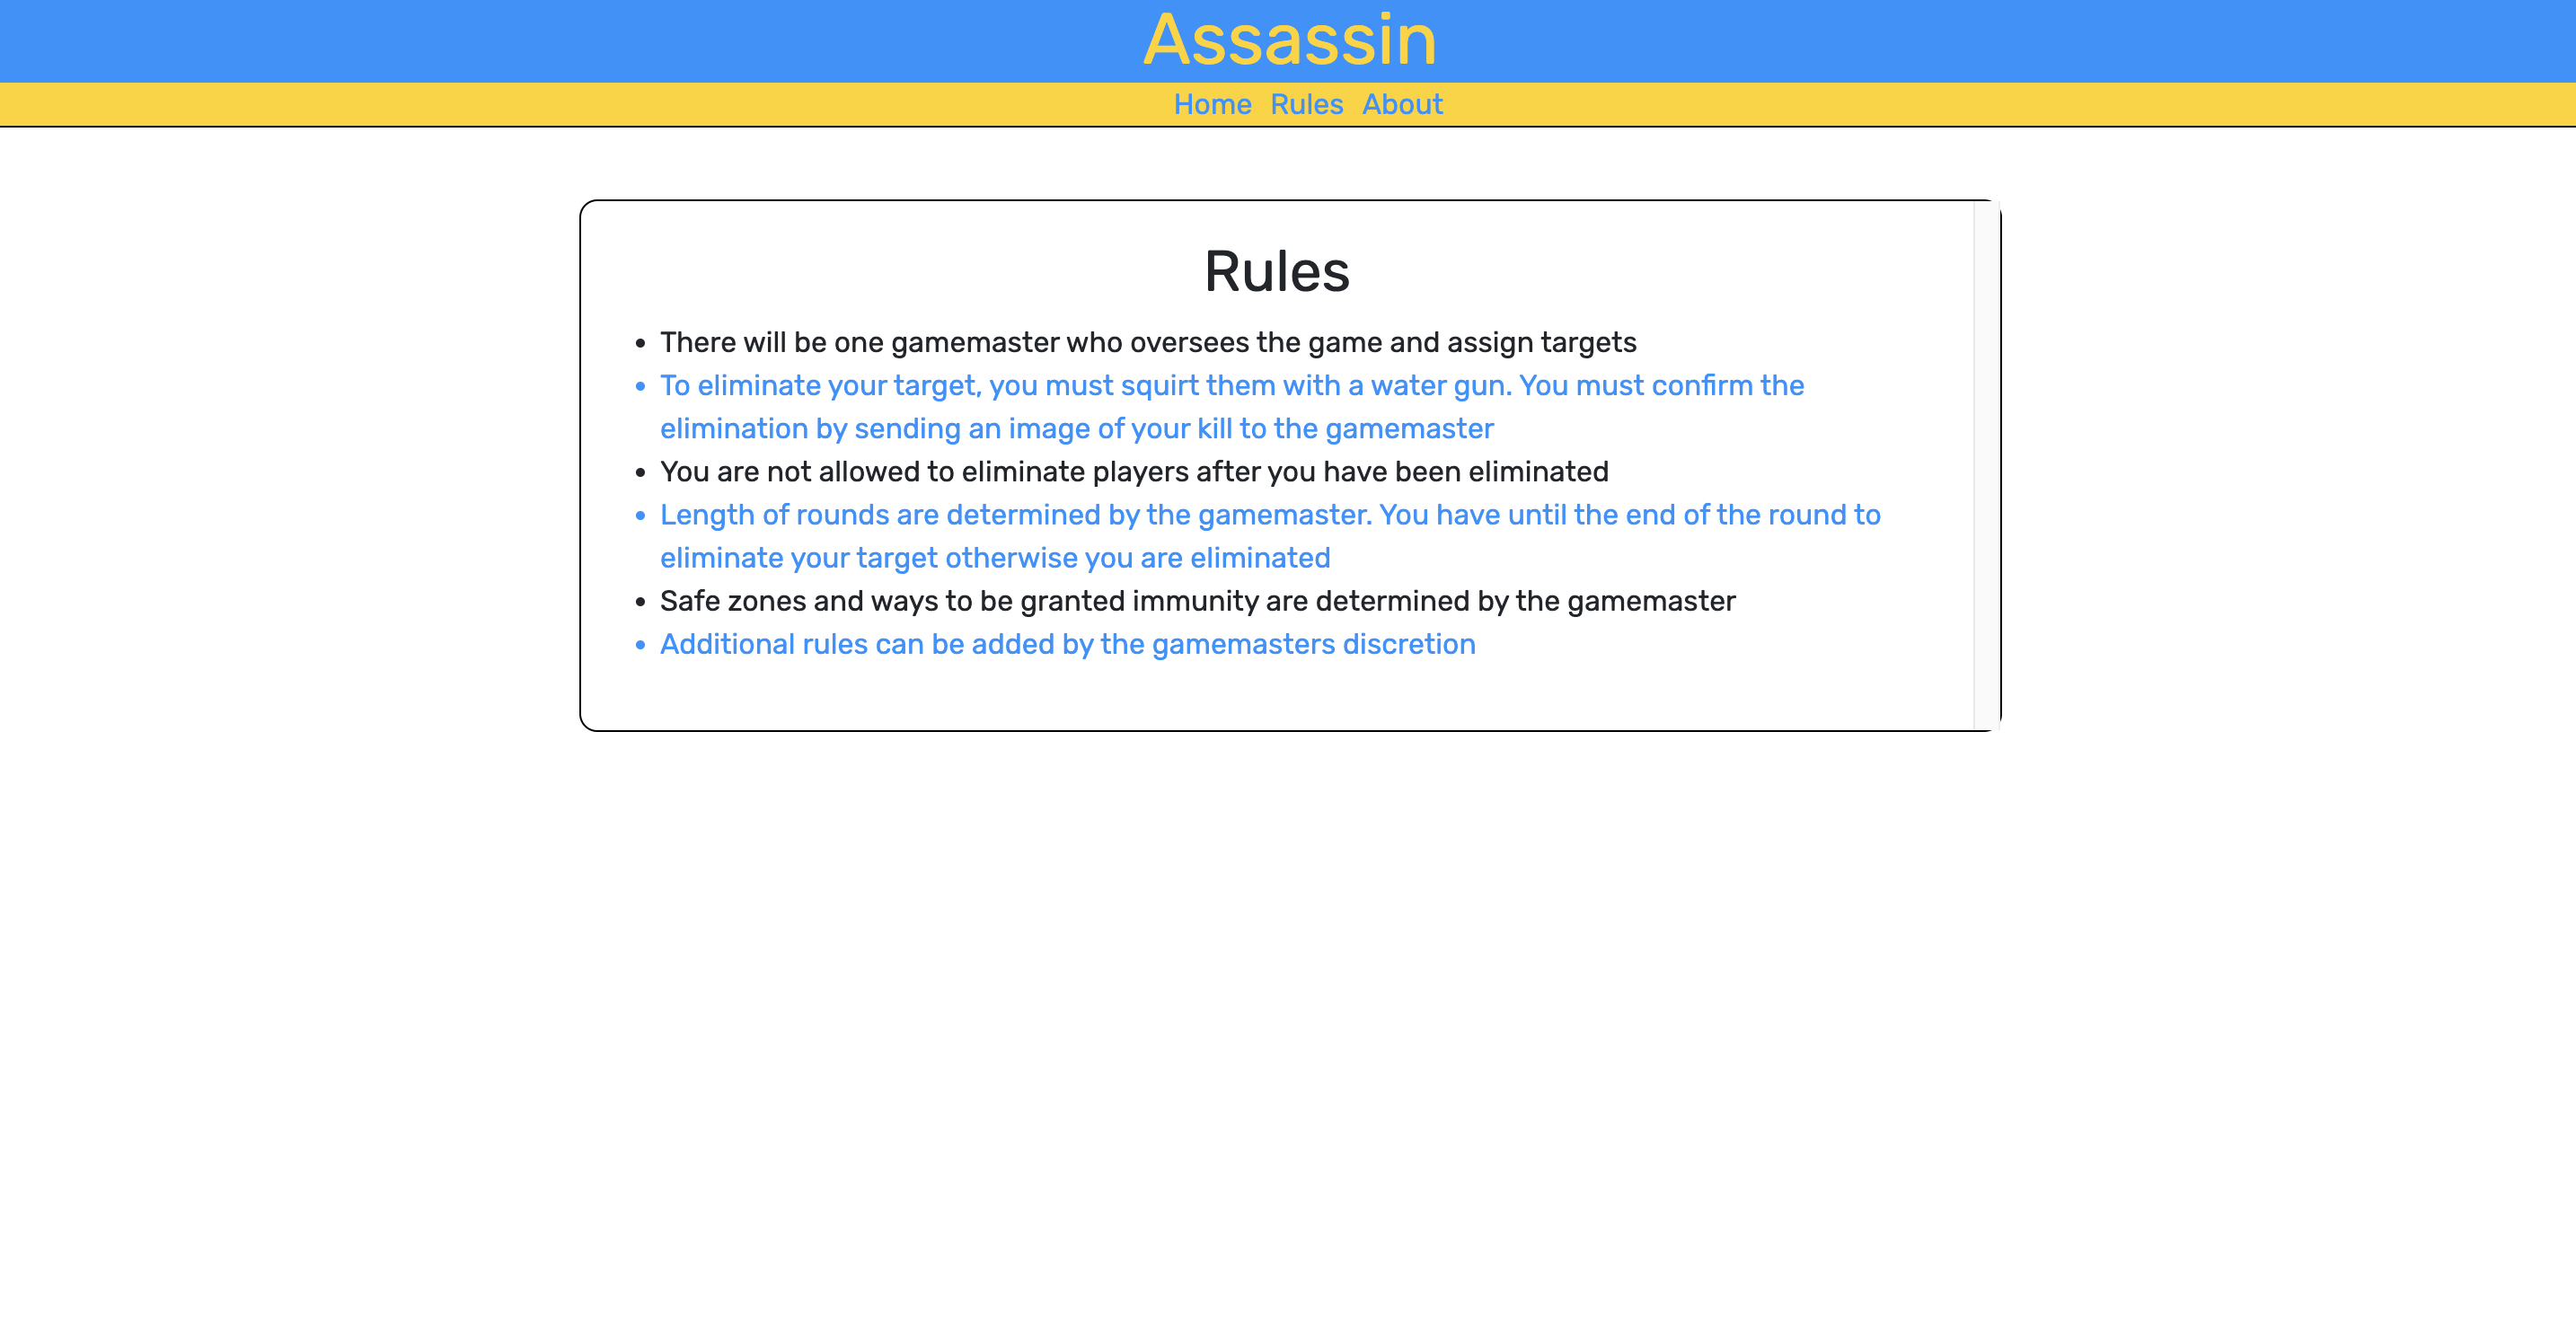 Assassin
Home Rules About
Rules
• There will be one gamemaster who oversees the game and assign targets
• To eliminate your target, you must squirt them with a water gun. You must confirm the
elimination by sending an image of your kill to the gamemaster
• You are not allowed to eliminate players after you have been eliminated
• Length of rounds are determined by the gamemaster. You have until the end of the round to
eliminate your target otherwise you are eliminated
• Safe zones and ways to be granted immunity are determined by the gamemaster
• Additional rules can be added by the gamemasters discretion